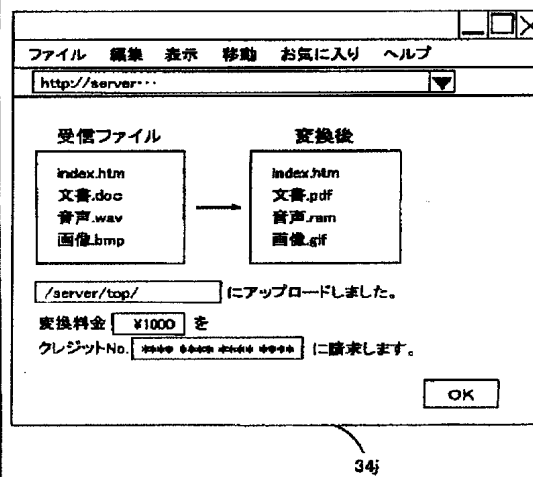 ファイル 編集 表示 移動 お気に入り ヘルプ
http://server…
受信ファイル
index.htm
文書.doc
音声.wav
画像.bmp
変換後
index.htm
文書.pdf
音声.ram
画像.gif
/server/top/ にアップロードしました。
変換料金 ¥1000 を
クレジットNo. **** **** **** **** に請求します。
OK
34j